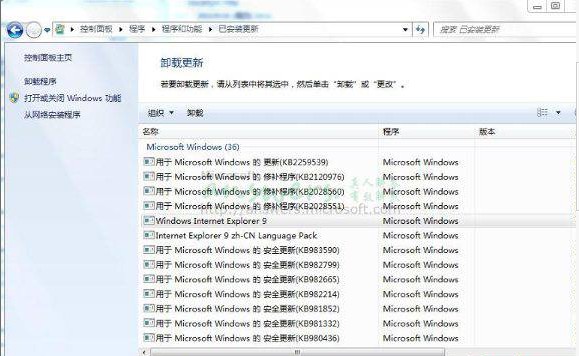 控制面板 ▸ 程序 ▸ 程序和功能 ▸ 已安装更新
搜索 已安装更新
控制面板主页
卸载程序
打开或关闭 Windows 功能
从网络安装程序
卸载更新
若要卸载更新，请从列表中将其选中，然后单击“卸载”或“更改”。
组织 卸载
名称 程序 版本
Microsoft Windows (36)
用于 Microsoft Windows 的 更新(KB2259539) Microsoft Windows
用于 Microsoft Windows 的 修补程序(KB2120976) Microsoft Windows
用于 Microsoft Windows 的 修补程序(KB2028560) Microsoft Windows
用于 Microsoft Windows 的 修补程序(KB2028551) Microsoft Windows
Windows Internet Explorer 9 Microsoft Windows
Internet Explorer 9 zh-CN Language Pack Microsoft Windows
用于 Microsoft Windows 的 安全更新(KB983590) Microsoft Windows
用于 Microsoft Windows 的 安全更新(KB982799) Microsoft Windows
用于 Microsoft Windows 的 安全更新(KB982665) Microsoft Windows
用于 Microsoft Windows 的 安全更新(KB982214) Microsoft Windows
用于 Microsoft Windows 的 安全更新(KB981852) Microsoft Windows
用于 Microsoft Windows 的 安全更新(KB981332) Microsoft Windows
用于 Microsoft Windows 的 安全更新(KB980436) Microsoft Windows